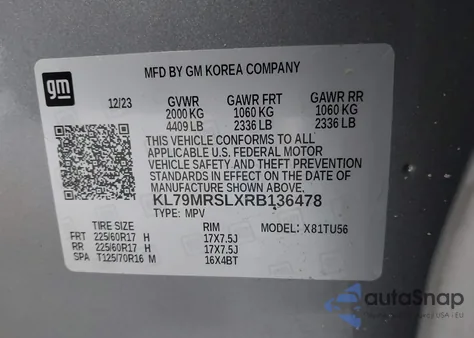 gm
MFD BY GM KOREA COMPANY
12/23 GVWR GAWR FRT GAWR RR
2000 KG 1060 KG 1060 KG
4409 LB 2336 LB 2336 LB
THIS VEHICLE CONFORMS TO ALL
APPLICABLE U.S. FEDERAL MOTOR
VEHICLE SAFETY AND THEFT PREVENTION
STANDARDS IN EFFECT ON THE DATE OF
MANUFACTURE SHOWN ABOVE.
KL79MRSLXRB136478
TYPE: MPV MODEL: X81TU56
TIRE SIZE RIM
FRT 225/60R17 H 17X7.5J
RR 225/60R17 H 17X7.5J
SPA T125/70R16 M 16X4BT
autoSnap